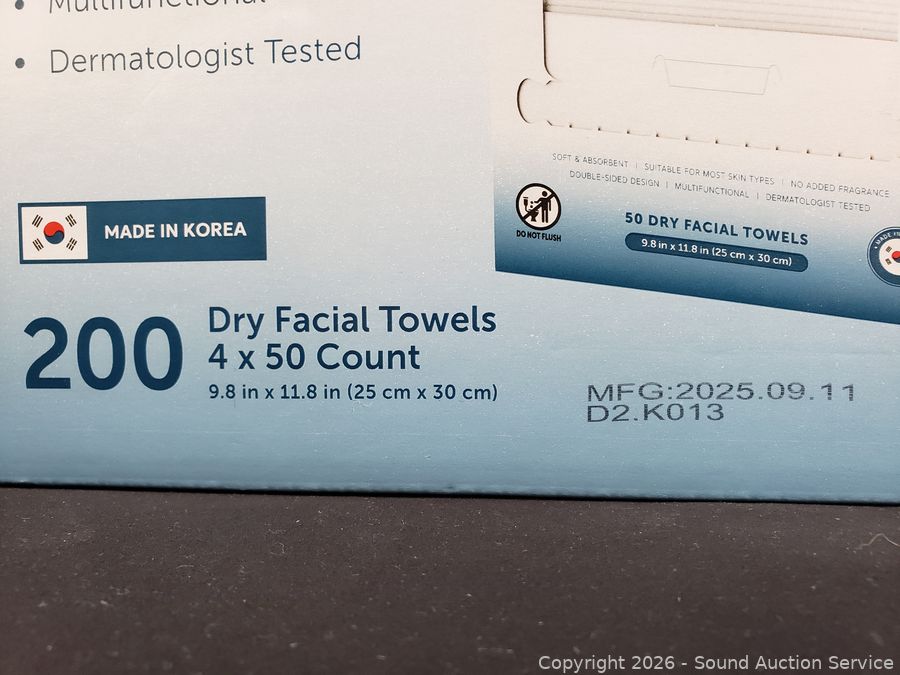 • Multifunctional
• Dermatologist Tested
SOFT & ABSORBENT | SUITABLE FOR MOST SKIN TYPES | NO ADDED FRAGRANCE
DOUBLE-SIDED DESIGN | MULTIFUNCTIONAL | DERMATOLOGIST TESTED
DO NOT FLUSH
50 DRY FACIAL TOWELS
9.8 in x 11.8 in (25 cm x 30 cm)
MADE IN
MADE IN KOREA
200
Dry Facial Towels
4 x 50 Count
9.8 in x 11.8 in (25 cm x 30 cm)
MFG:2025.09.11
D2.K013
Copyright 2026 - Sound Auction Service